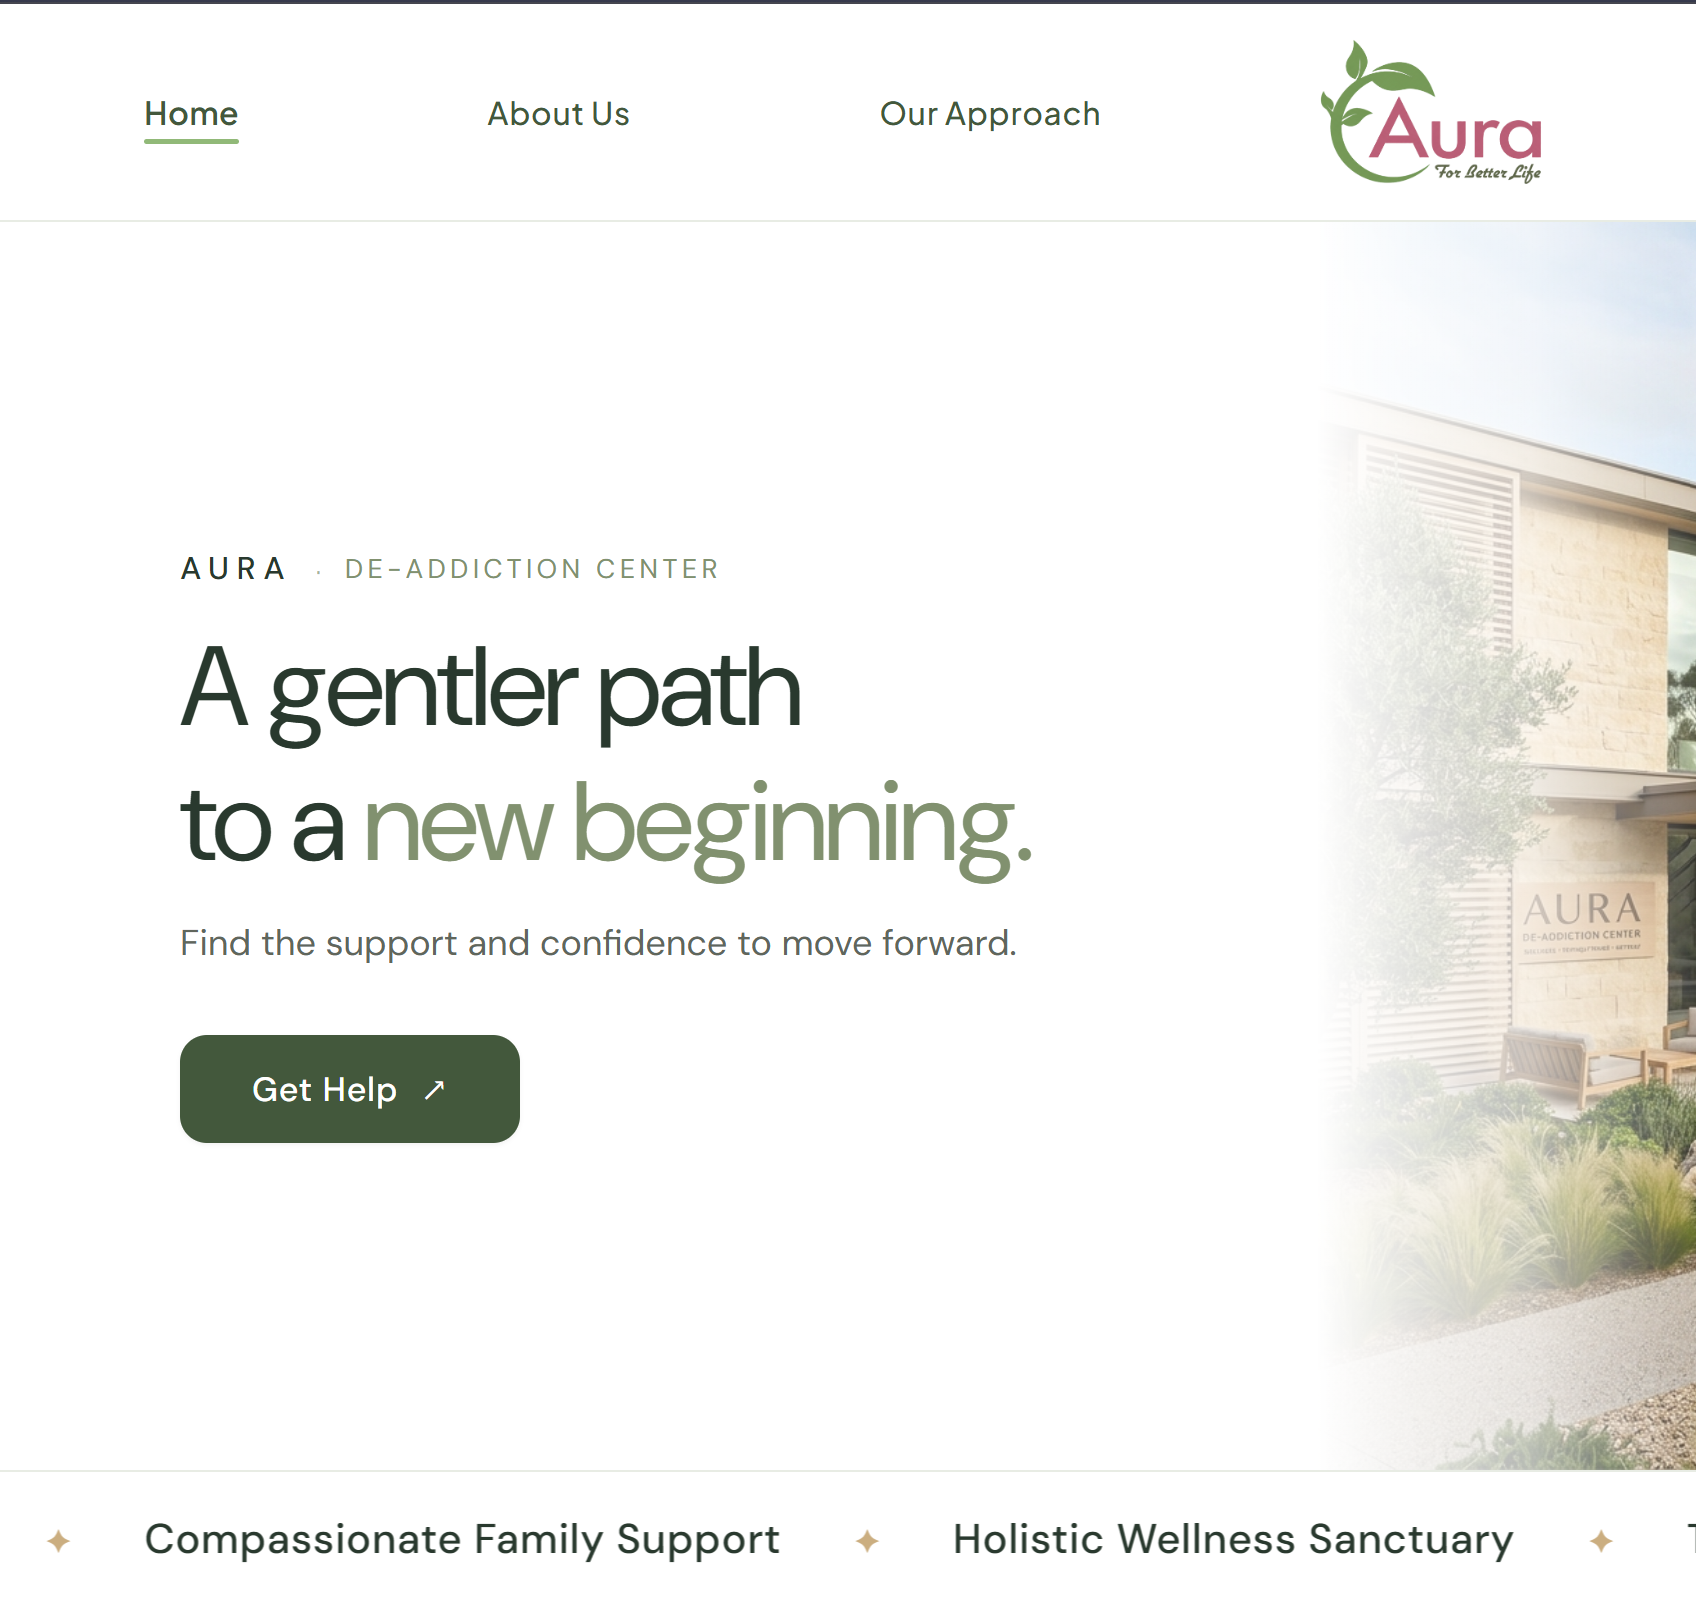 Home
About Us
Our Approach
Aura
For Better Life
AURA · DE-ADDICTION CENTER
A gentler path
to a new beginning.
Find the support and confidence to move forward.
Get Help ↗
AURA
DE-ADDICTION CENTER
✦ Compassionate Family Support ✦ Holistic Wellness Sanctuary ✦